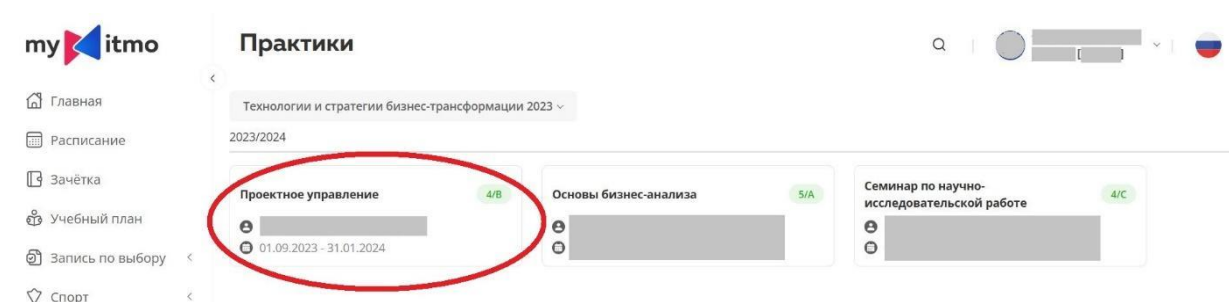 my itmo
Практики
[ ]
Главная
Расписание
Зачётка
Учебный план
Запись по выбору
Спорт
Технологии и стратегии бизнес-трансформации 2023
2023/2024
Проектное управление
4/B
01.09.2023 - 31.01.2024
Основы бизнес-анализа
5/A
Семинар по научно-
исследовательской работе
4/C